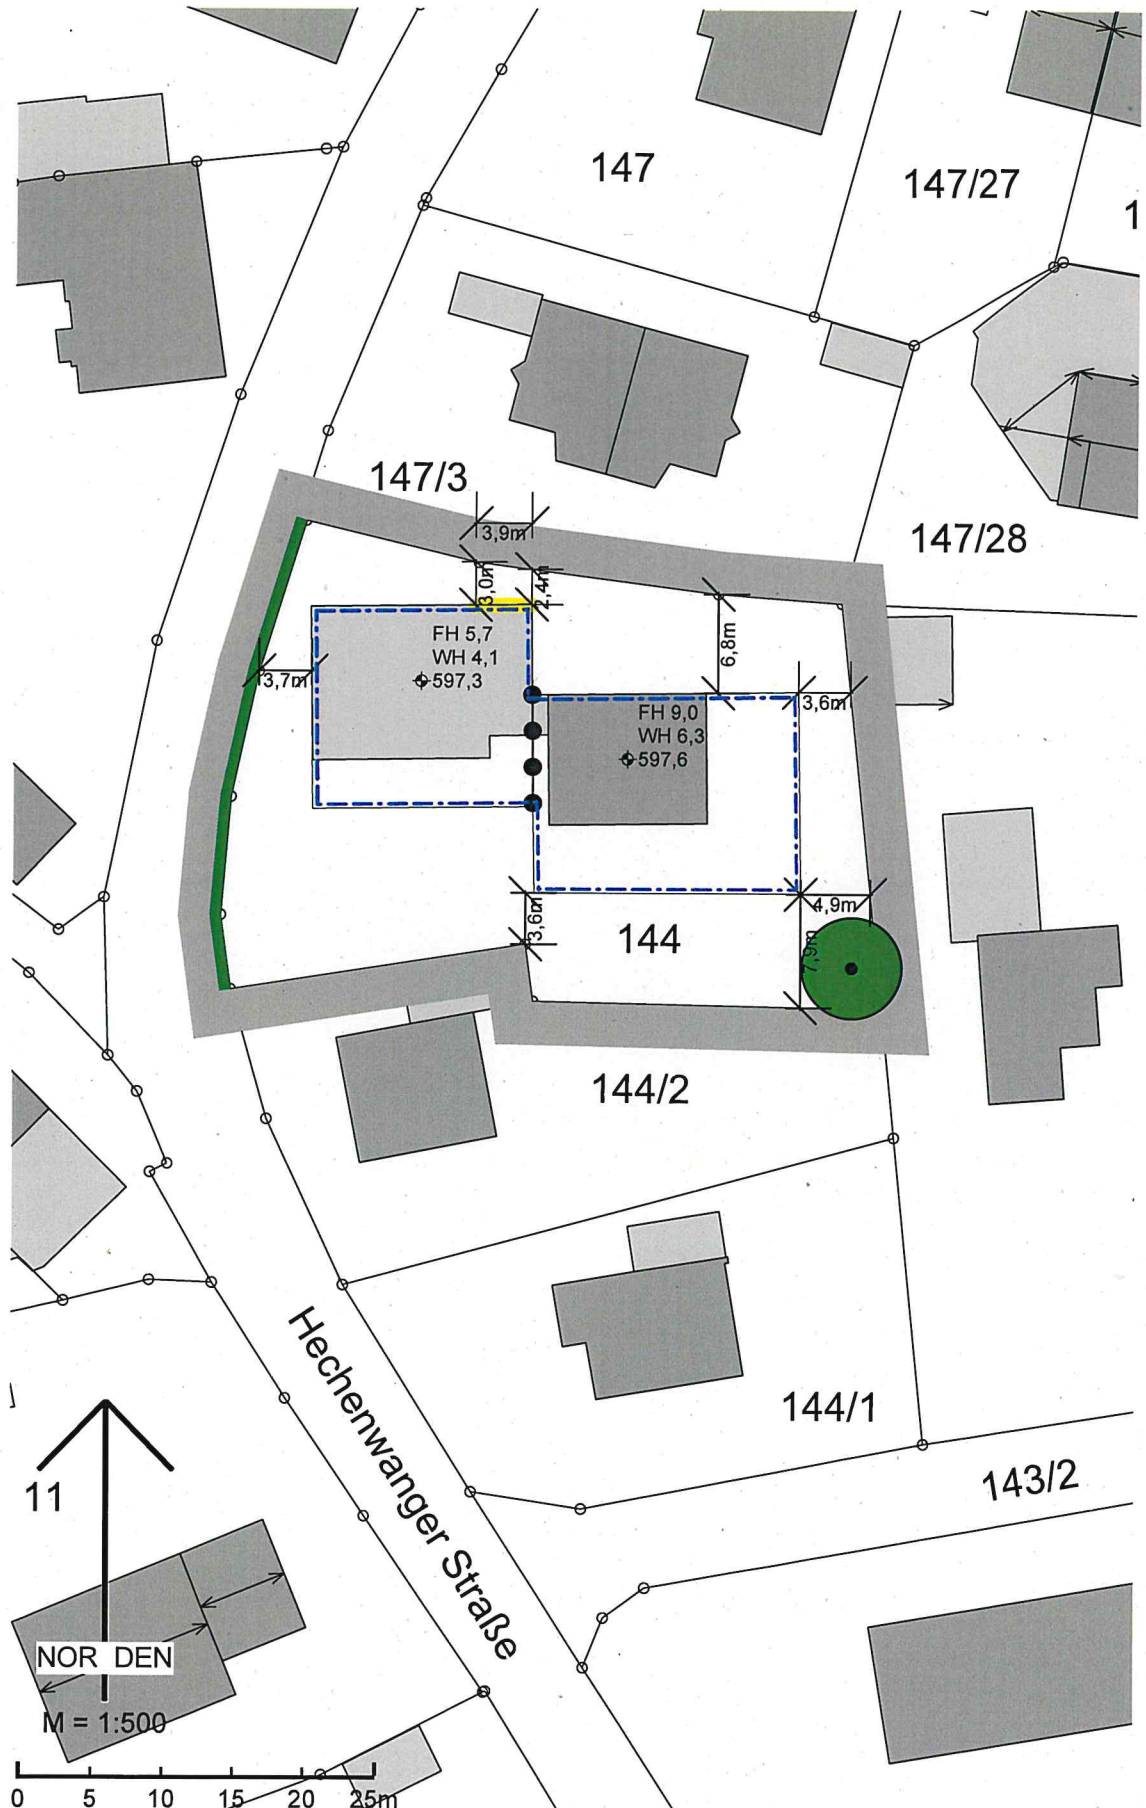 147
147/27
1
147/3
147/28
3,9m
3,0m
2,4m
FH 5,7
WH 4,1
597,3
6,8m
3,7m
3,6m
FH 9,0
WH 6,3
597,6
4,9m
3,6m
144
7,9m
144/2
144/1
143/2
Hechenwanger Straße
11
NOR DEN
M = 1:500
0 5 10 15 20 25m